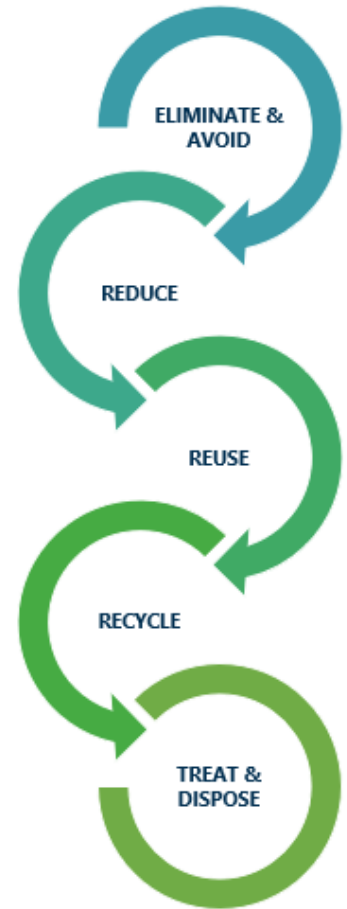 ELIMINATE &
AVOID
REDUCE
REUSE
RECYCLE
TREAT &
DISPOSE